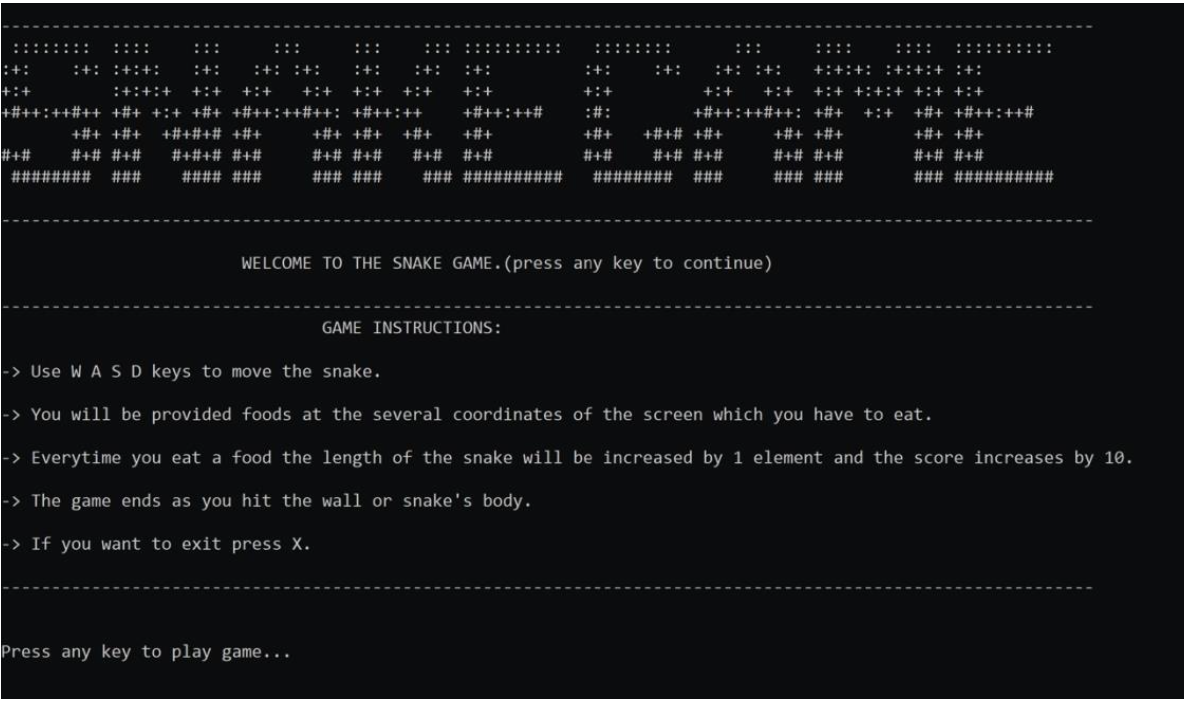 SNAKE GAME
WELCOME TO THE SNAKE GAME.(press any key to continue)
GAME INSTRUCTIONS:
-> Use W A S D keys to move the snake.
-> You will be provided foods at the several coordinates of the screen which you have to eat.
-> Everytime you eat a food the length of the snake will be increased by 1 element and the score increases by 10.
-> The game ends as you hit the wall or snake's body.
-> If you want to exit press X.
Press any key to play game...